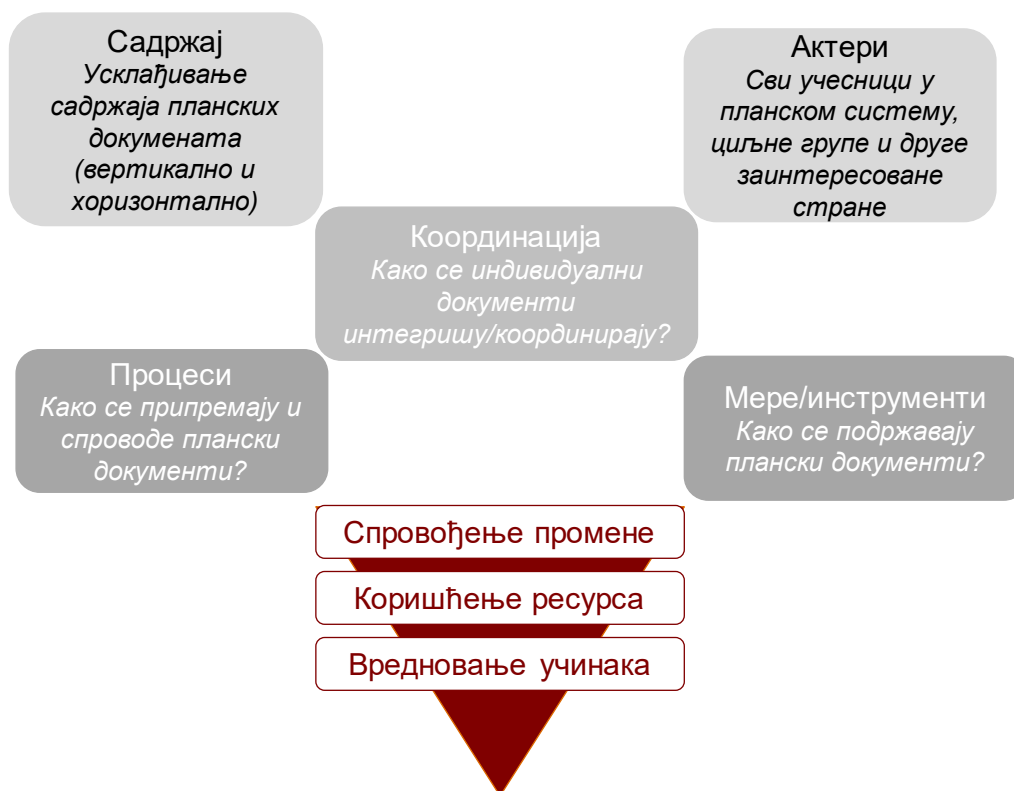 Садржај
Усклађивање
садржаја планских
докумената
(вертикално и
хоризонтално)
Актери
Сви учесници у
планском систему,
циљне групе и друге
заинтересоване
стране
Координација
Како се индивидуални
документи
интегришу/координирају?
Процеси
Како се припремају и
спроводе плански
документи?
Мере/инструменти
Како се подржавају
плански документи?
Спровођење промене
Коришћење ресурса
Вредновање учинака